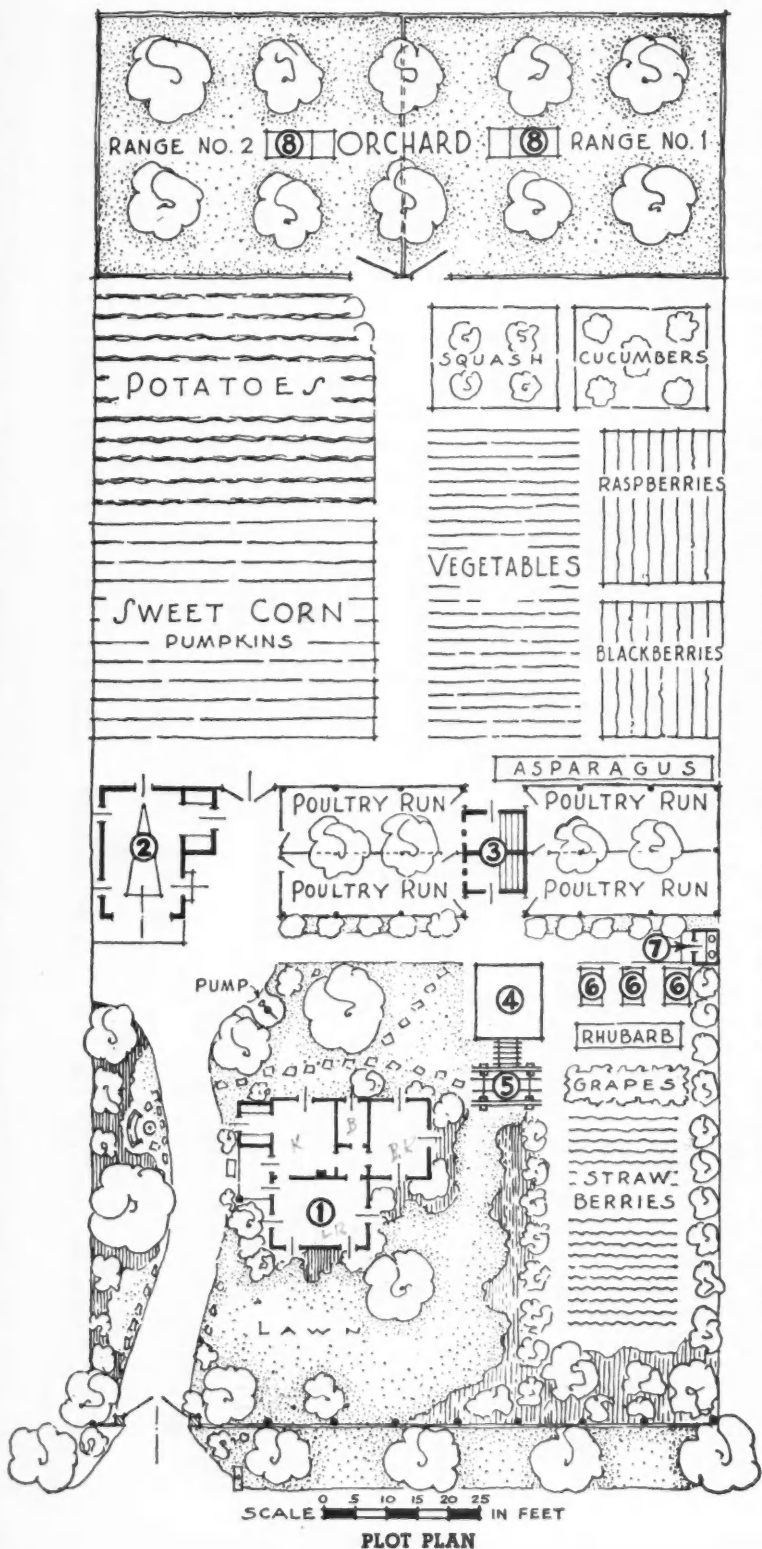 RANGE NO. 2 ⑧ ORCHARD ⑧ RANGE NO. 1
POTATOES
SQUASH
CUCUMBERS
RASPBERRIES
VEGETABLES
SWEET CORN
PUMPKINS
BLACKBERRIES
ASPARAGUS
POULTRY RUN
POULTRY RUN
②
③
POULTRY RUN
POULTRY RUN
⑦
PUMP
④
⑥ ⑥ ⑥
RHUBARB
⑤
GRAPES
K
B
B.R
STRAW
BERRIES
①
LR
LAWN
0 5 10 15 20 25
SCALE IN FEET
PLOT PLAN